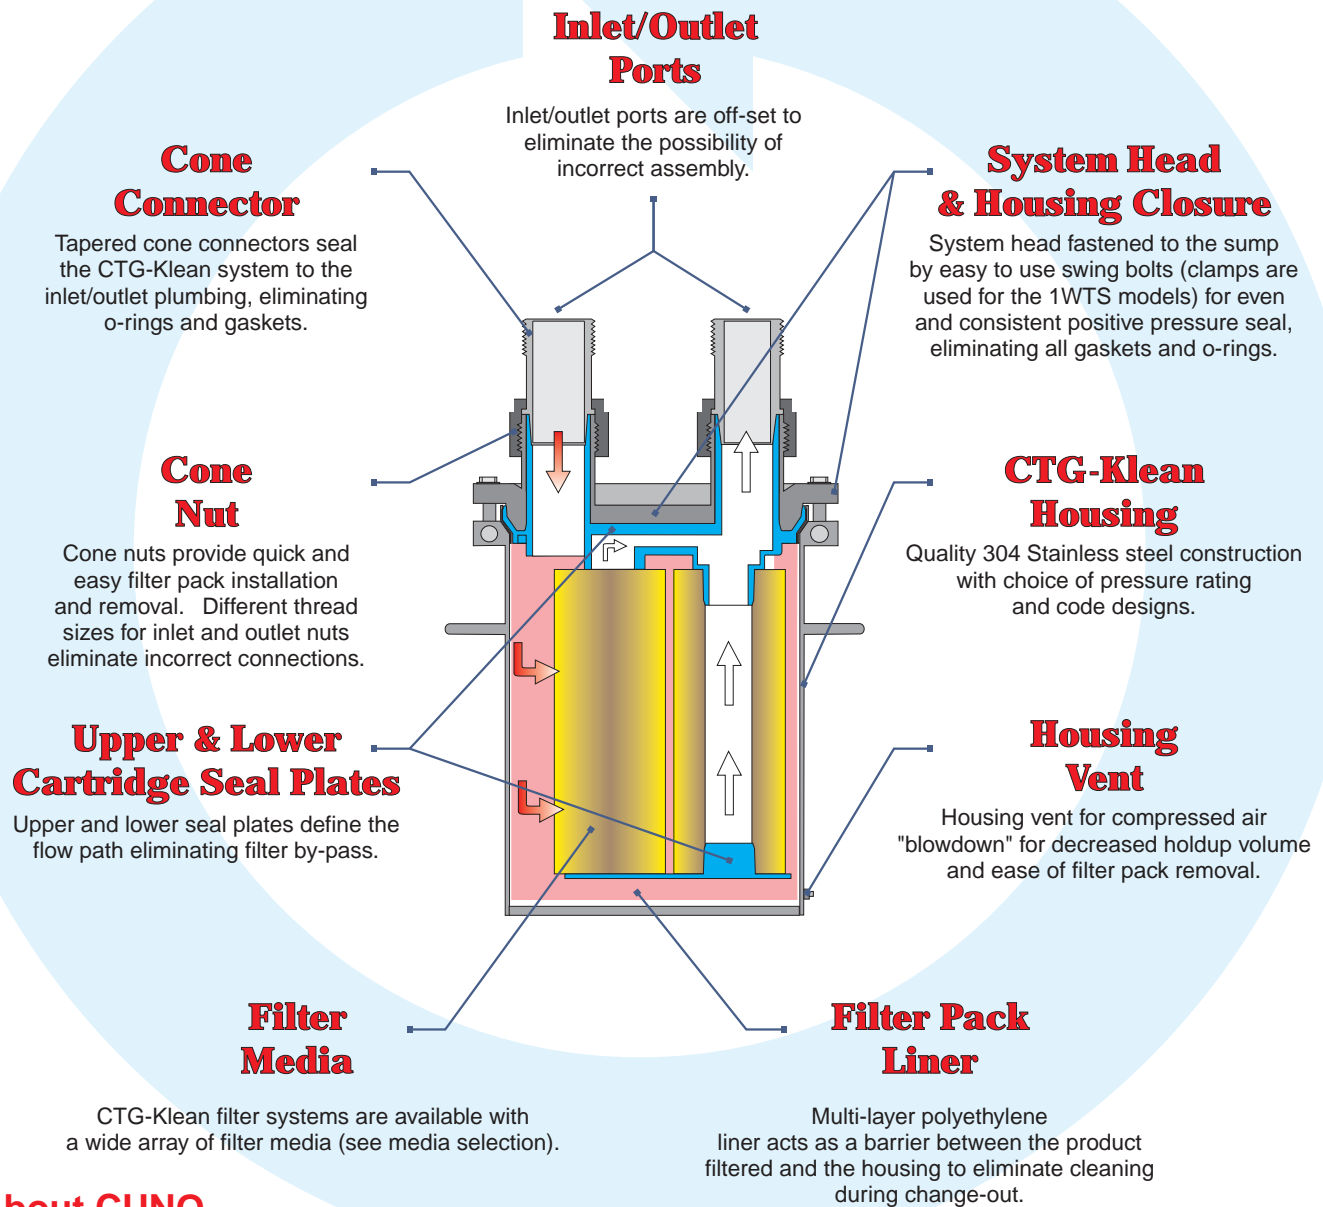 Inlet/Outlet
Ports
Inlet/outlet ports are off-set to
eliminate the possibility of
incorrect assembly.
Cone
Connector
Tapered cone connectors seal
the CTG-Klean system to the
inlet/outlet plumbing, eliminating
o-rings and gaskets.
System Head
& Housing Closure
System head fastened to the sump
by easy to use swing bolts (clamps are
used for the 1WTS models) for even
and consistent positive pressure seal,
eliminating all gaskets and o-rings.
Cone
Nut
Cone nuts provide quick and
easy filter pack installation
and removal.   Different thread
sizes for inlet and outlet nuts
eliminate incorrect connections.
CTG-Klean
Housing
Quality 304 Stainless steel construction
with choice of pressure rating
and code designs.
Upper & Lower
Cartridge Seal Plates
Upper and lower seal plates define the
flow path eliminating filter by-pass.
Housing
Vent
Housing vent for compressed air
"blowdown" for decreased holdup volume
and ease of filter pack removal.
Filter
Media
CTG-Klean filter systems are available with
a wide array of filter media (see media selection).
Filter Pack
Liner
Multi-layer polyethylene
liner acts as a barrier between the product
filtered and the housing to eliminate cleaning
during change-out.
bout CUNO